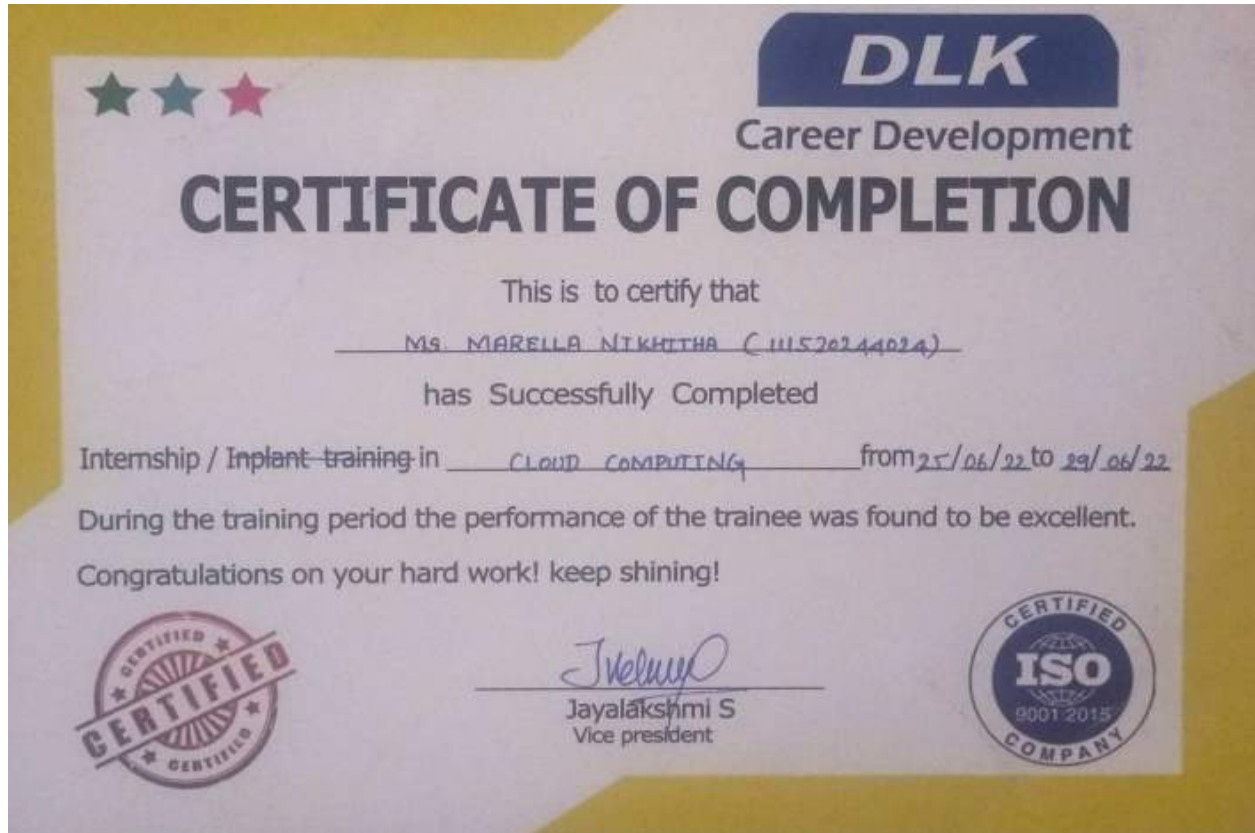 DLK
Career Development
CERTIFICATE OF COMPLETION
This is to certify that
Ms. MARELLA NIKHITHA (111520244024)
has Successfully Completed
Internship / Inplant training in CLOUD COMPUTING from 25/06/22 to 29/06/22
During the training period the performance of the trainee was found to be excellent.
Congratulations on your hard work! keep shining!
CERTIFIED
CERTIFIED
CERTIFIED
Jayalakshmi S
Vice president
CERTIFIED
ISO
9001 2015
COMPANY